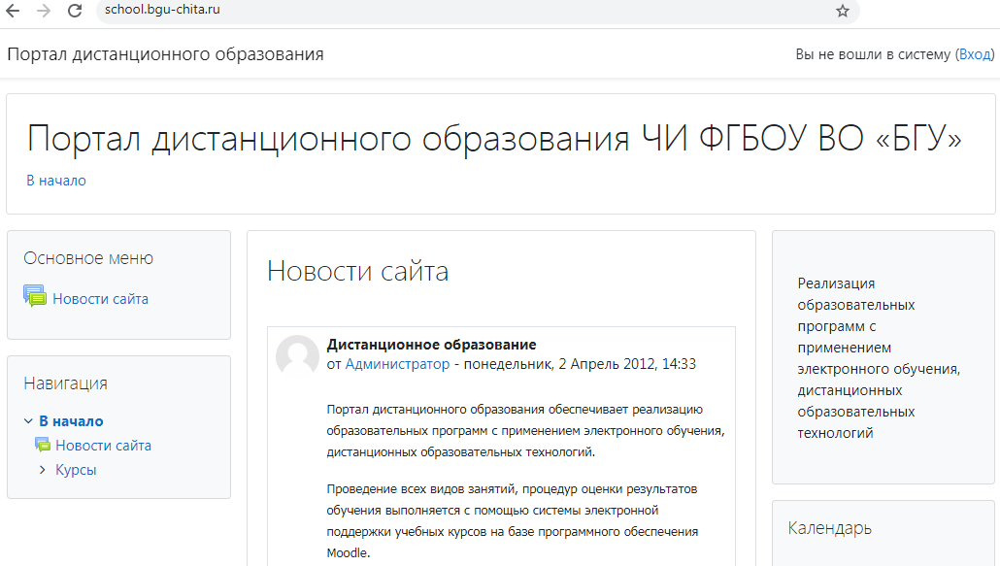 school.bgu-chita.ru
Портал дистанционного образования
Вы не вошли в систему (Вход)
Портал дистанционного образования ЧИ ФГБОУ ВО «БГУ»
В начало
Основное меню
Новости сайта
Навигация
В начало
Новости сайта
Курсы
Новости сайта
Дистанционное образование
от Администратор - понедельник, 2 Апрель 2012, 14:33
Портал дистанционного образования обеспечивает реализацию
образовательных программ с применением электронного обучения,
дистанционных образовательных технологий.
Проведение всех видов занятий, процедур оценки результатов
обучения выполняется с помощью системы электронной
поддержки учебных курсов на базе программного обеспечения
Moodle.
Реализация
образовательных
программ с
применением
электронного обучения,
дистанционных
образовательных
технологий
Календарь